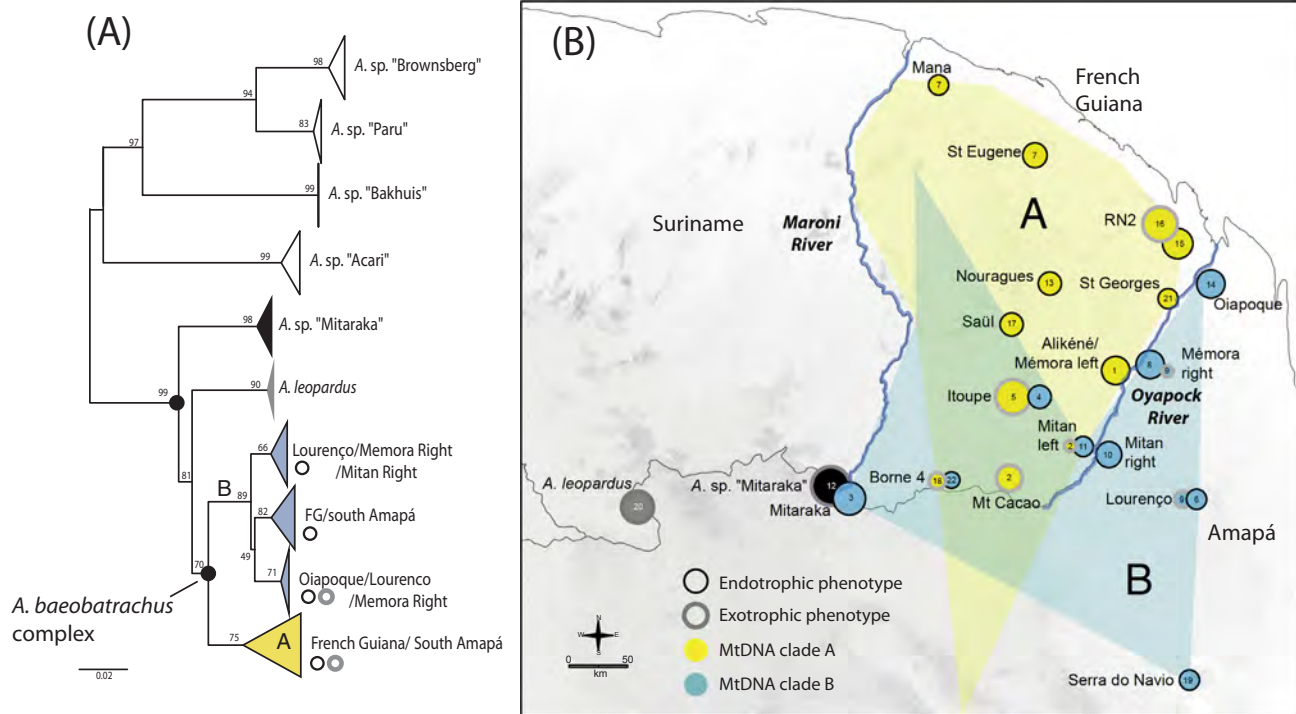 (A)
98
A. sp. "Brownsberg"
94
83
A. sp. "Paru"
97
99
A. sp. "Bakhuis"
99
A. sp. "Acari"
98
A. sp. "Mitaraka"
99
90
A. leopardus
81
66
Lourenço/Memora Right
/Mitan Right
B
89
82
FG/south Amapá
49
71
Oiapoque/Lourenco
/Memora Right
70
A. baeobatrachus
complex
75
A
French Guiana/ South Amapá
0.02
(B)
Mana
7
French
Guiana
St Eugene
7
A
Suriname
Maroni
River
RN2
16
15
Nouragues
13
St Georges
21
14
Oiapoque
Saül
17
Alikéné/
Mémora left
1
8
9
Mémora
right
Oyapock
River
Itoupe
5
4
Mitan
left
2
11
10
Mitan
right
A. leopardus
20
A. sp. "Mitaraka"
12
Mitaraka
3
Borne 4
18
22
2
Mt Cacao
Lourenço
6
Amapá
B
Endotrophic phenotype
Exotrophic phenotype
MtDNA clade A
MtDNA clade B
N
W
E
S
0
50
km
Serra do Navio
19